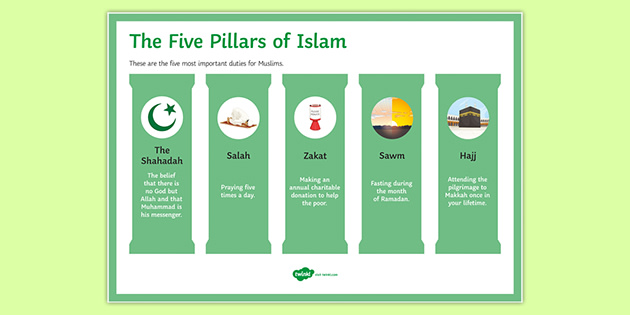 The Five Pillars of Islam
These are the five most important duties for Muslims.
The
Shahadah
The belief
that there is
no God but
Allah and that
Muhammad is
his messenger.
Salah
Praying five
times a day.
Zakat
Making an
annual charitable
donation to help
the poor.
Sawm
Fasting during
the month
of Ramadan.
Hajj
Attending the
pilgrimage to
Makkah once in
your lifetime.
twinkl